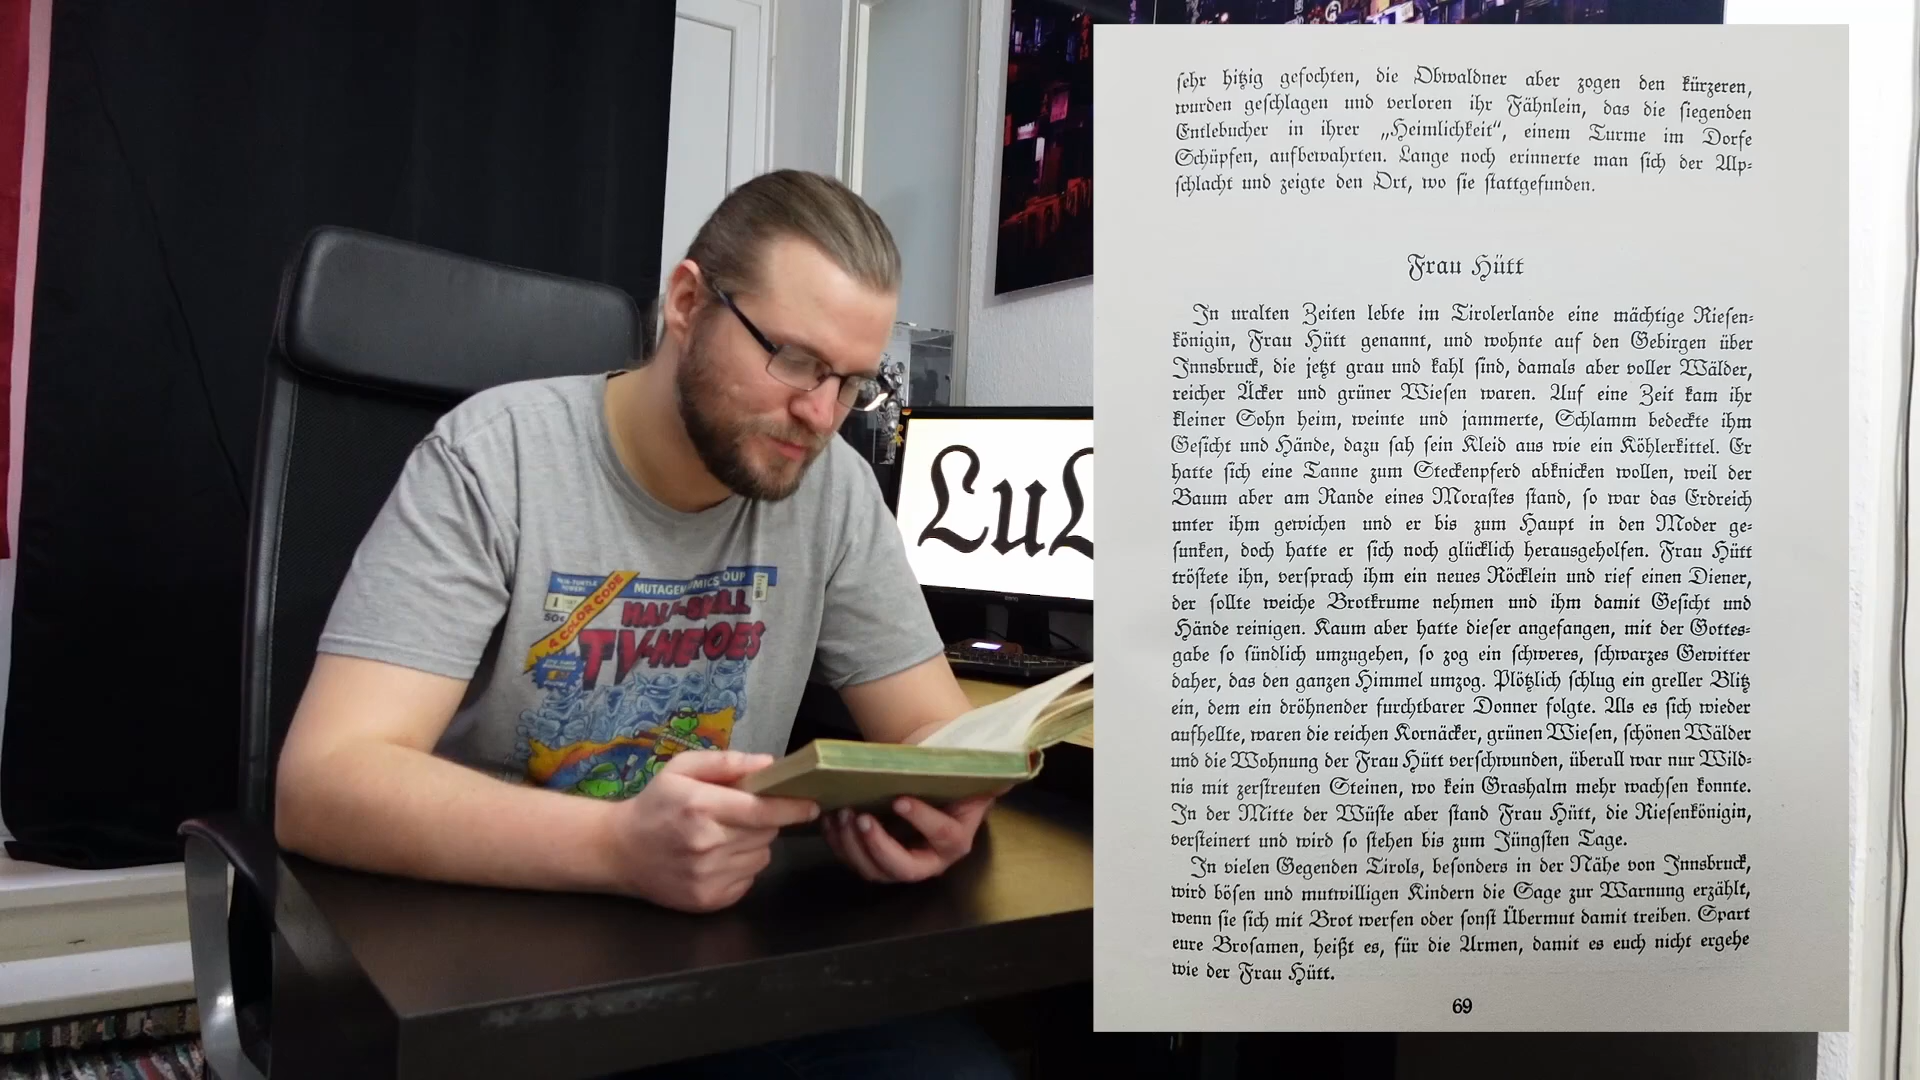 sehr hitzig gefochten, die Obwaldner aber zogen den kürzeren,
wurden geschlagen und verloren ihr Fähnlein, das die siegenden
Entlebucher in ihrer „Heimlichkeit“, einem Turme im Dorfe
Schüpfen, aufbewahrten. Lange noch erinnerte man sich der Alp-
schlacht und zeigte den Ort, wo sie stattgefunden.
Frau Hütt
In uralten Zeiten lebte im Tirolerlande eine mächtige Riesen-
königin, Frau Hütt genannt, und wohnte auf den Gebirgen über
Innsbruck, die jetzt grau und kahl sind, damals aber voller Wälder,
reicher Äcker und grüner Wiesen waren. Auf eine Zeit kam ihr
kleiner Sohn heim, weinte und jammerte, Schlamm bedeckte ihm
Gesicht und Hände, dazu sah sein Kleid aus wie ein Köhlerkittel. Er
hatte sich eine Tanne zum Steckenpferd abknicken wollen, weil der
Baum aber am Rande eines Morastes stand, so war das Erdreich
unter ihm gewichen und er bis zum Haupt in den Moder ge-
sunken, doch hatte er sich noch glücklich herausgeholfen. Frau Hütt
tröstete ihn, versprach ihm ein neues Röcklein und rief einen Diener,
der sollte weiche Brotkrume nehmen und ihm damit Gesicht und
Hände reinigen. Kaum aber hatte dieser angefangen, mit der Gottes-
gabe so sündlich umzugehen, so zog ein schweres, schwarzes Gewitter
daher, das den ganzen Himmel umzog. Plötzlich schlug ein greller Blitz
ein, dem ein dröhnender furchtbarer Donner folgte. Als es sich wieder
aufhellte, waren die reichen Kornäcker, grünen Wiesen, schönen Wälder
und die Wohnung der Frau Hütt verschwunden, überall war nur Wild-
nis mit zerstreuten Steinen, wo kein Grashalm mehr wachsen konnte.
In der Mitte der Wüste aber stand Frau Hütt, die Riesenkönigin,
versteinert und wird so stehen bis zum Jüngsten Tage.
In vielen Gegenden Tirols, besonders in der Nähe von Innsbruck,
wird bösen und mutwilligen Kindern die Sage zur Warnung erzählt,
wenn sie sich mit Brot werfen oder sonst Übermut damit treiben. Spart
eure Brosamen, heißt es, für die Armen, damit es euch nicht ergehe
wie der Frau Hütt.
69
LuL
MUTAGEN
4 COLOR CODE
50¢
HALF-SHELL
TV-HEROES